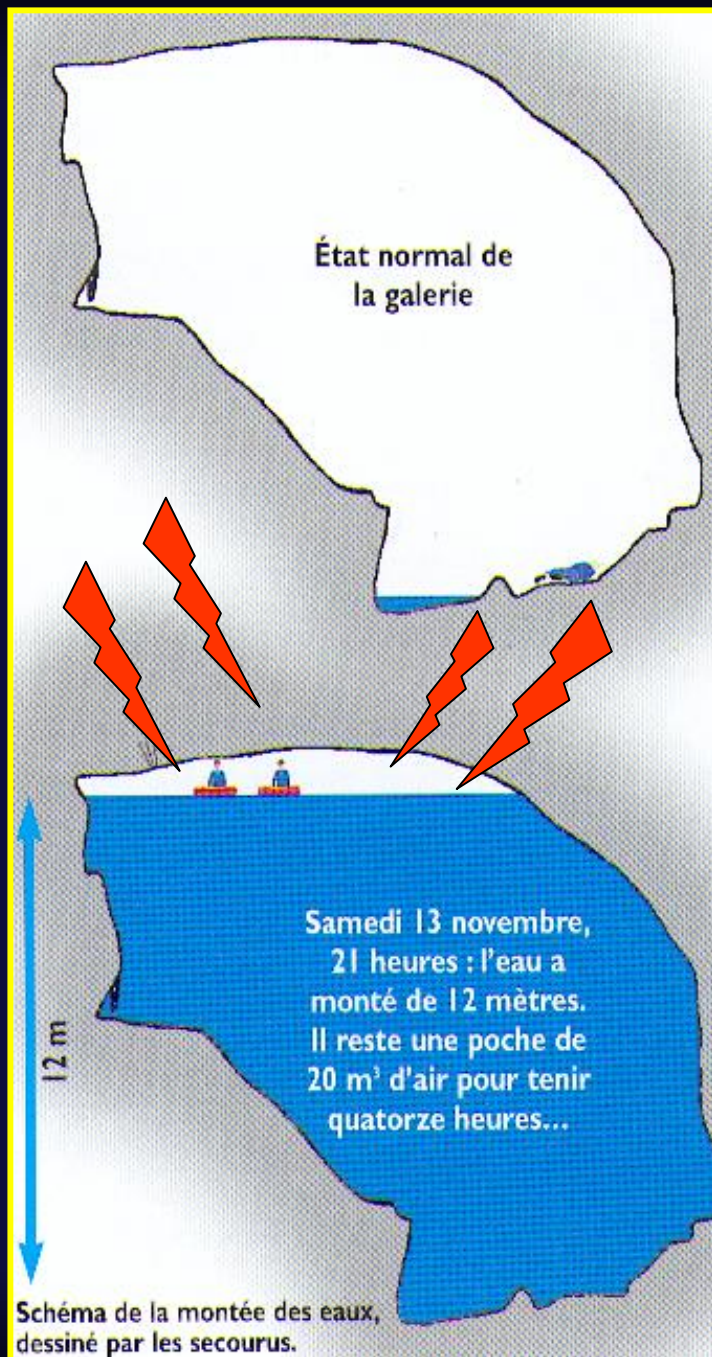 État normal de
la galerie
Samedi 13 novembre,
21 heures : l'eau a
monté de 12 mètres.
Il reste une poche de
20 m³ d'air pour tenir
quatorze heures...
12 m
Schéma de la montée des eaux,
dessiné par les secourus.